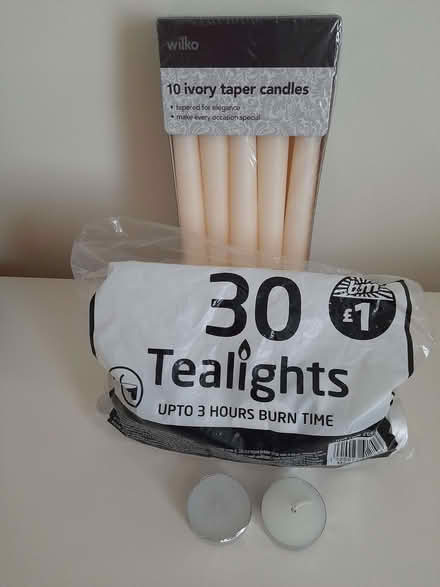 wilko
10 ivory taper candles
• tapered for elegance
• make every occasion special
30
£1
Tealights
UPTO 3 HOURS BURN TIME